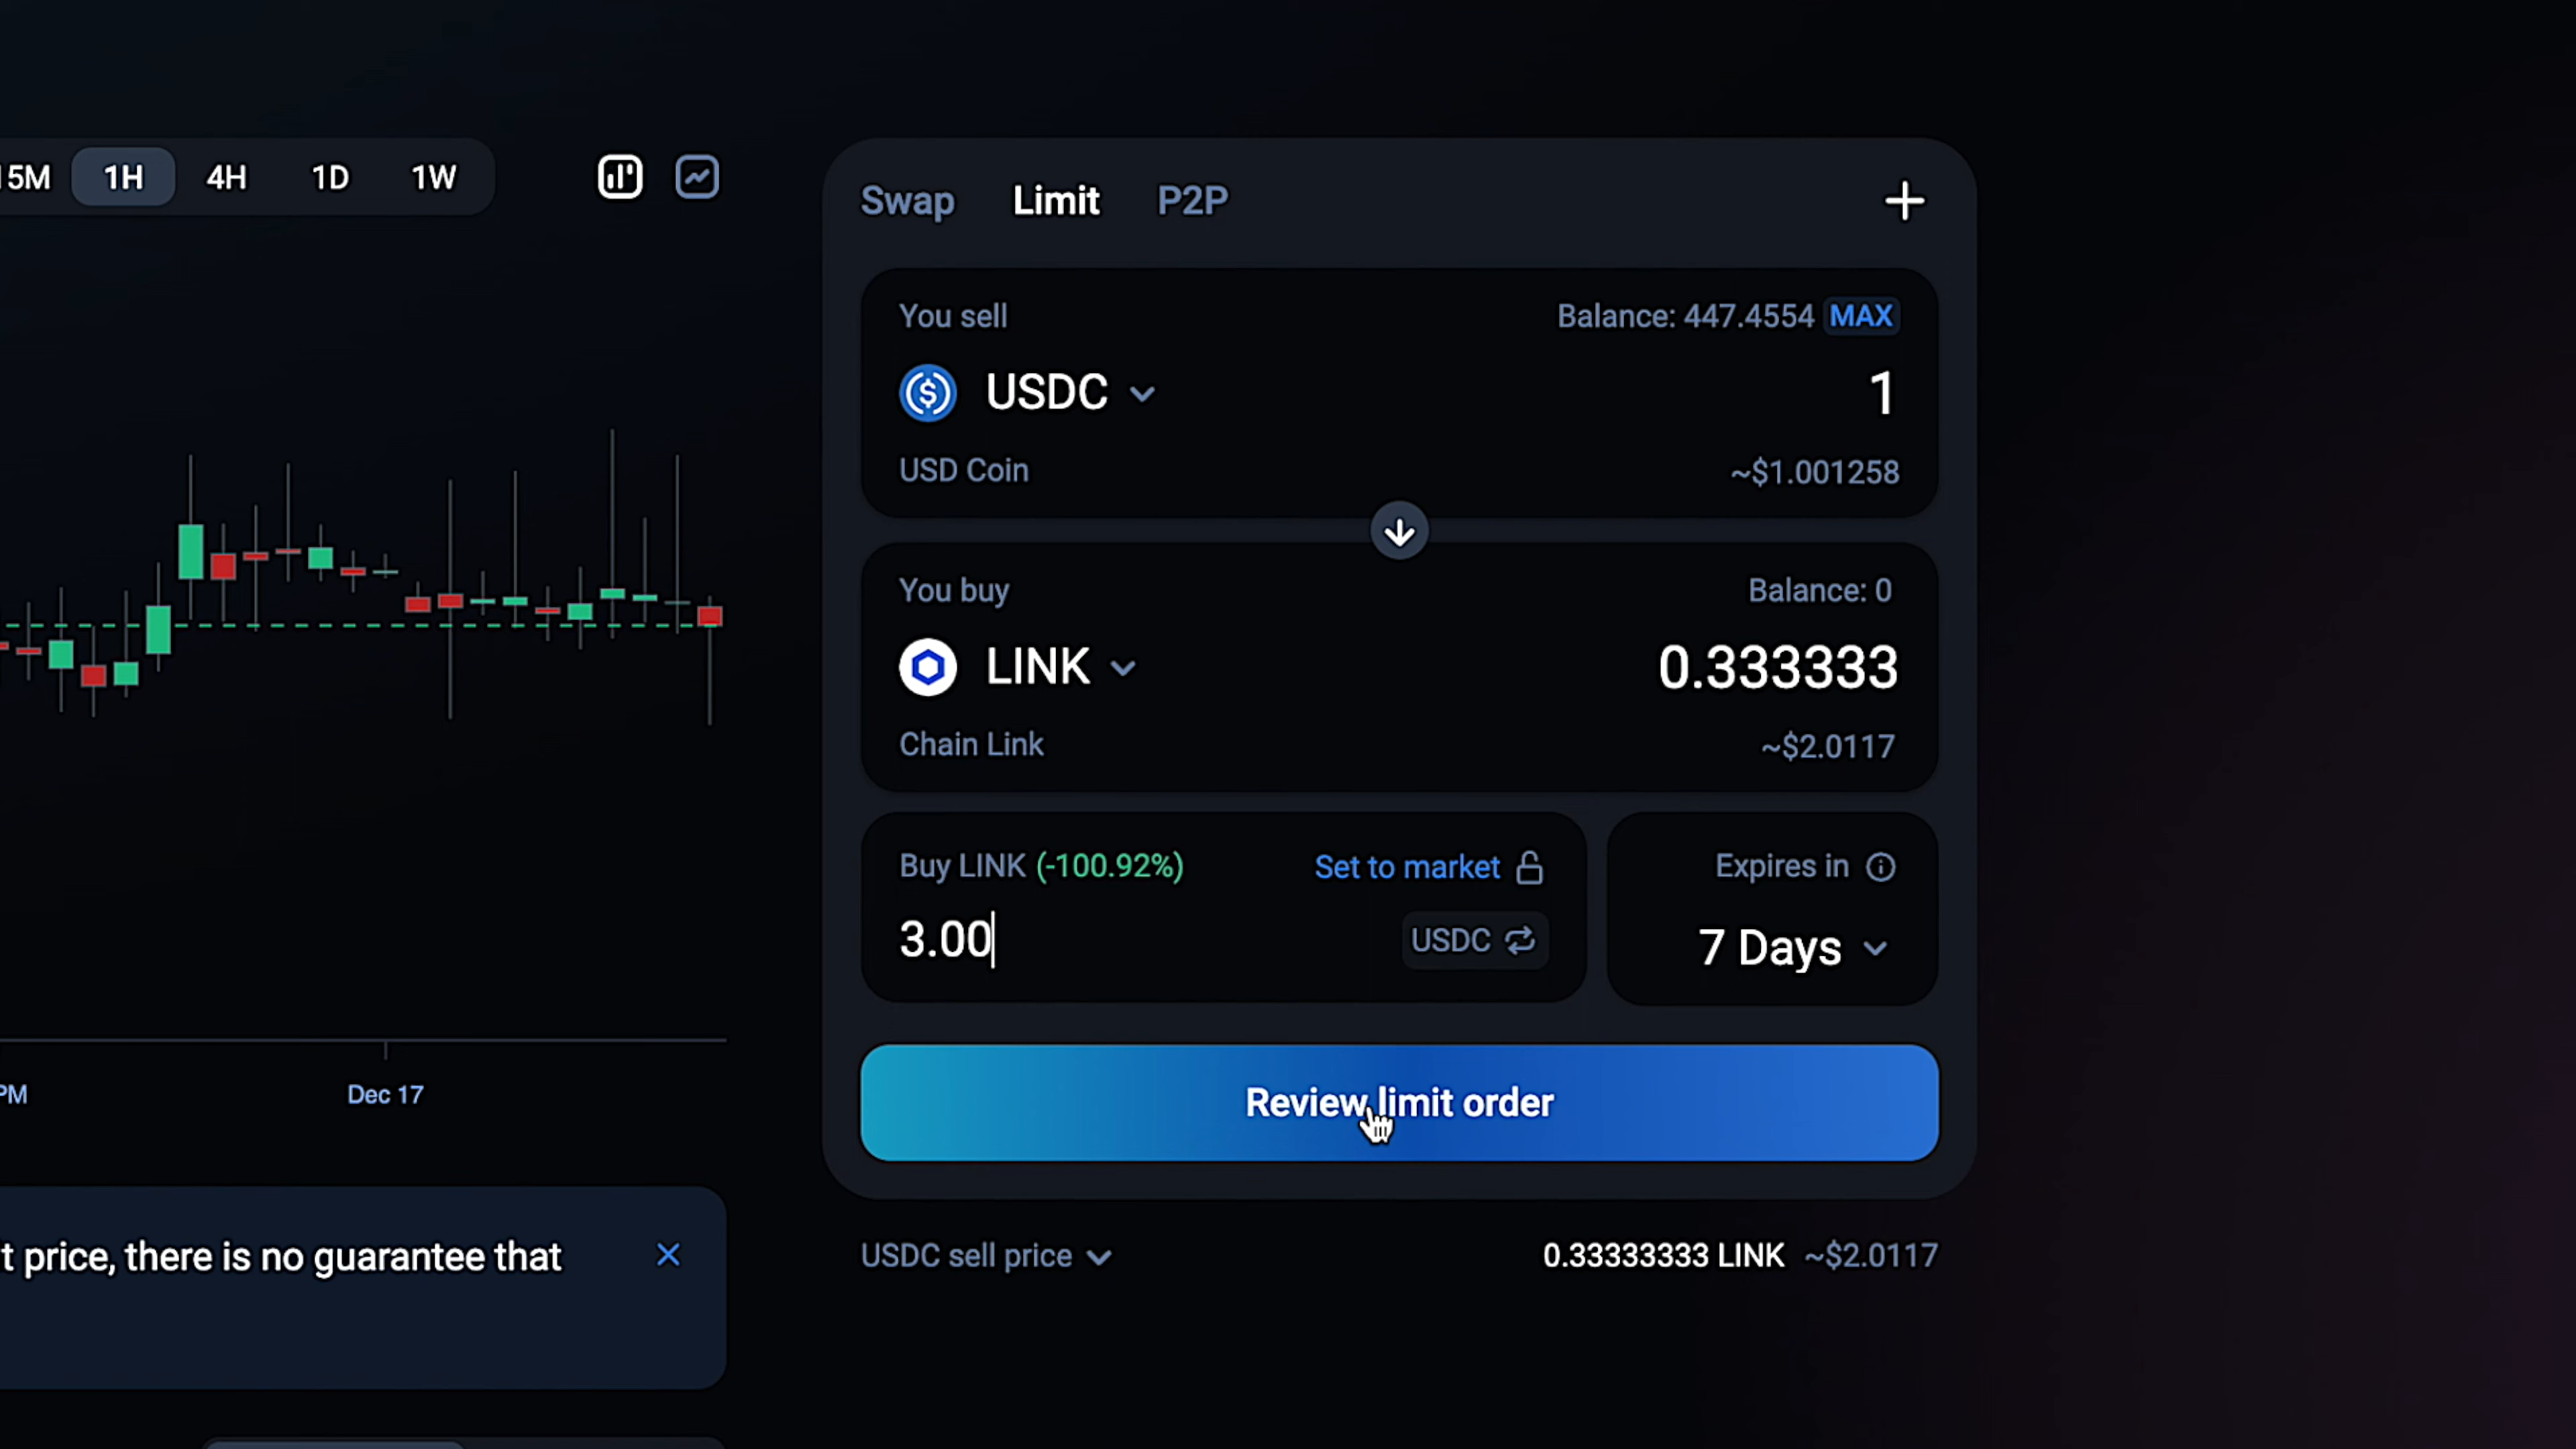 15M 1H 4H 1D 1W
Swap Limit P2P
You sell Balance: 447.4554 MAX
USDC 1
USD Coin ~$1.001258
You buy Balance: 0
LINK 0.333333
Chain Link ~$2.0117
Buy LINK (-100.92%) Set to market Expires in
3.00 USDC 7 Days
PM Dec 17
Review limit order
t price, there is no guarantee that
USDC sell price 0.33333333 LINK ~$2.0117